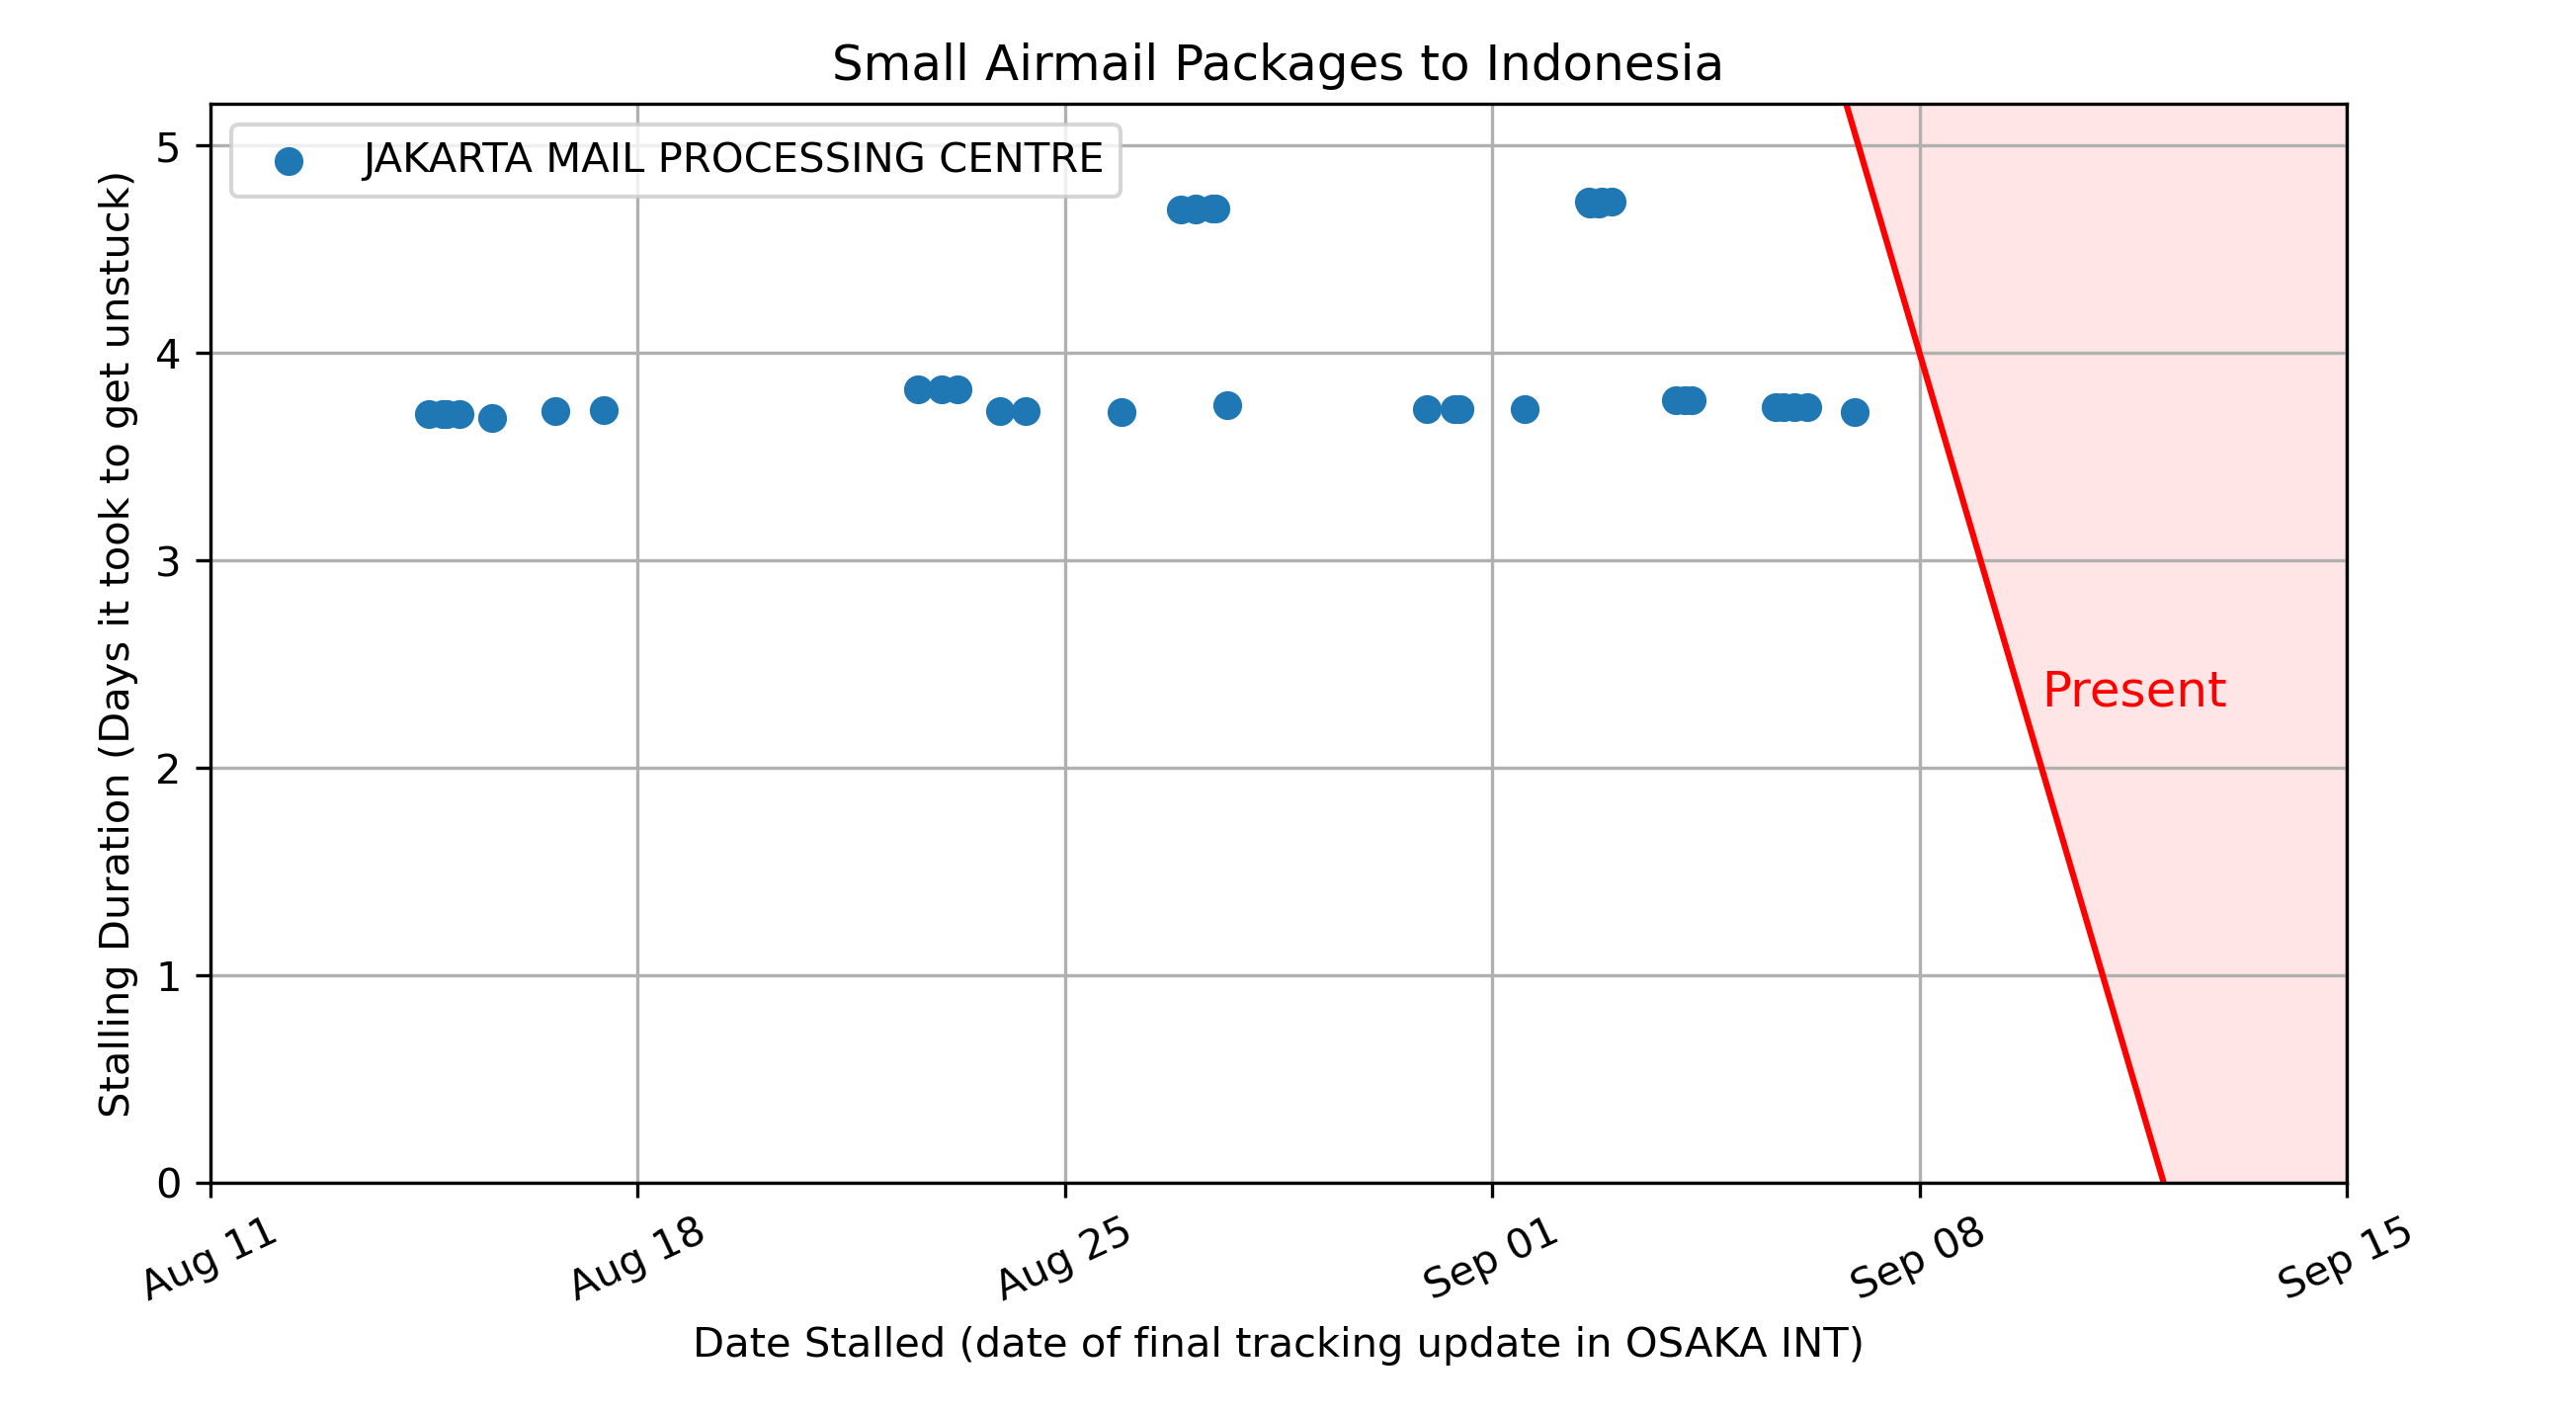 Small Airmail Packages to Indonesia
JAKARTA MAIL PROCESSING CENTRE
Stalling Duration (Days it took to get unstuck)
5
4
3
2
1
0
Present
Aug 11
Aug 18
Aug 25
Sep 01
Sep 08
Sep 15
Date Stalled (date of final tracking update in OSAKA INT)